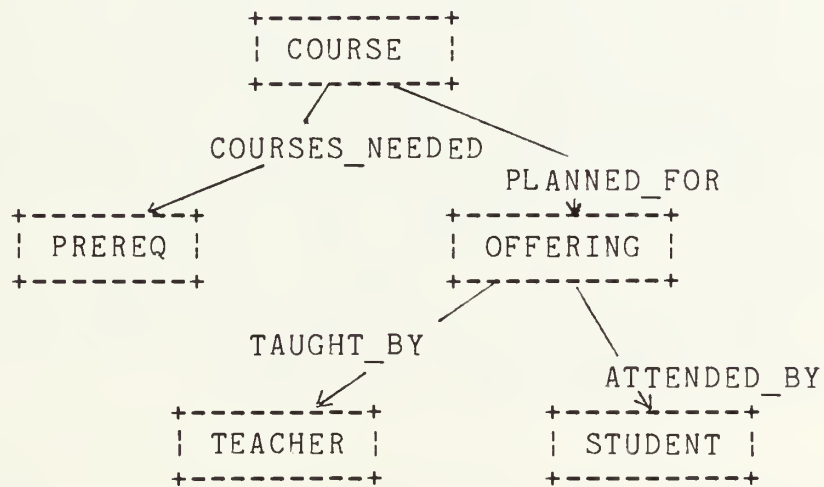 COURSE
COURSES_NEEDED
PLANNED_FOR
PREREQ
OFFERING
TAUGHT_BY
ATTENDED_BY
TEACHER
STUDENT